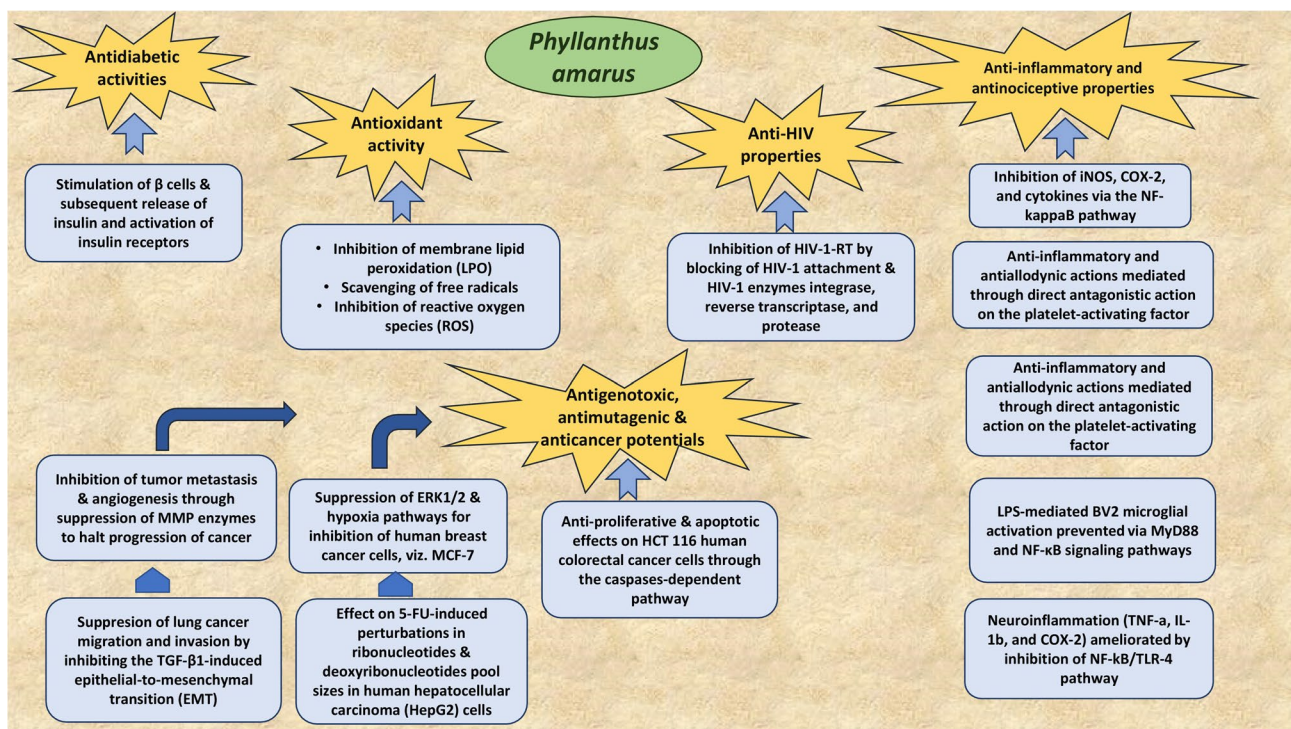 Phyllanthus
amarus
Antidiabetic
activities
Stimulation of β cells &
subsequent release of
insulin and activation of
insulin receptors
Antioxidant
activity
• Inhibition of membrane lipid
peroxidation (LPO)
• Scavenging of free radicals
• Inhibition of reactive oxygen
species (ROS)
Anti-HIV
properties
Inhibition of HIV-1-RT by
blocking of HIV-1 attachment &
HIV-1 enzymes integrase,
reverse transcriptase, and
protease
Anti-inflammatory and
antinociceptive properties
Inhibition of iNOS, COX-2,
and cytokines via the NF-
kappaB pathway
Anti-inflammatory and
antiallodynic actions mediated
through direct antagonistic action
on the platelet-activating factor
Anti-inflammatory and
antiallodynic actions mediated
through direct antagonistic
action on the platelet-activating
factor
LPS-mediated BV2 microglial
activation prevented via MyD88
and NF-κB signaling pathways
Neuroinflammation (TNF-a, IL-
1b, and COX-2) ameliorated by
inhibition of NF-kB/TLR-4
pathway
Antigenotoxic,
antimutagenic &
anticancer potentials
Inhibition of tumor metastasis
& angiogenesis through
suppression of MMP enzymes
to halt progression of cancer
Suppression of ERK1/2 &
hypoxia pathways for
inhibition of human breast
cancer cells, viz. MCF-7
Anti-proliferative & apoptotic
effects on HCT 116 human
colorectal cancer cells through
the caspases-dependent
pathway
Suppresion of lung cancer
migration and invasion by
inhibiting the TGF-β1-induced
epithelial-to-mesenchymal
transition (EMT)
Effect on 5-FU-induced
perturbations in
ribonucleotides &
deoxyribonucleotides pool
sizes in human hepatocellular
carcinoma (HepG2) cells